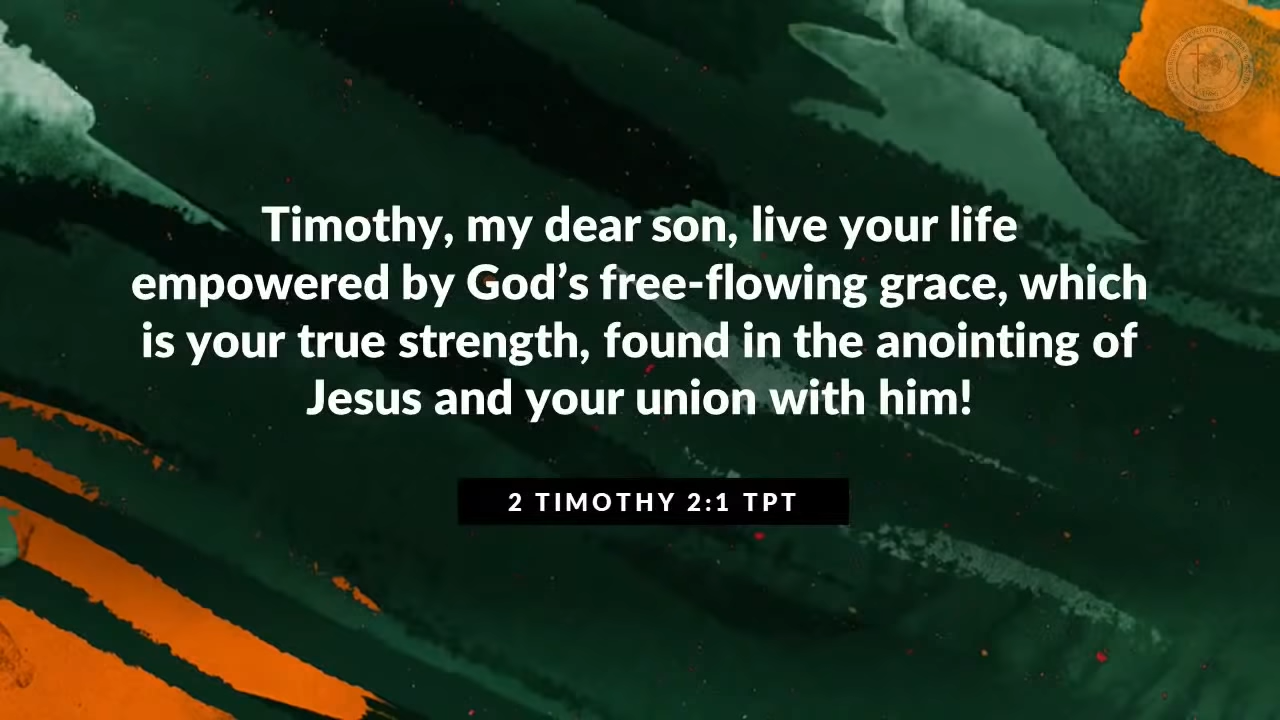 Timothy, my dear son, live your life
empowered by God’s free-flowing grace, which
is your true strength, found in the anointing of
Jesus and your union with him!
2 TIMOTHY 2:1 TPT